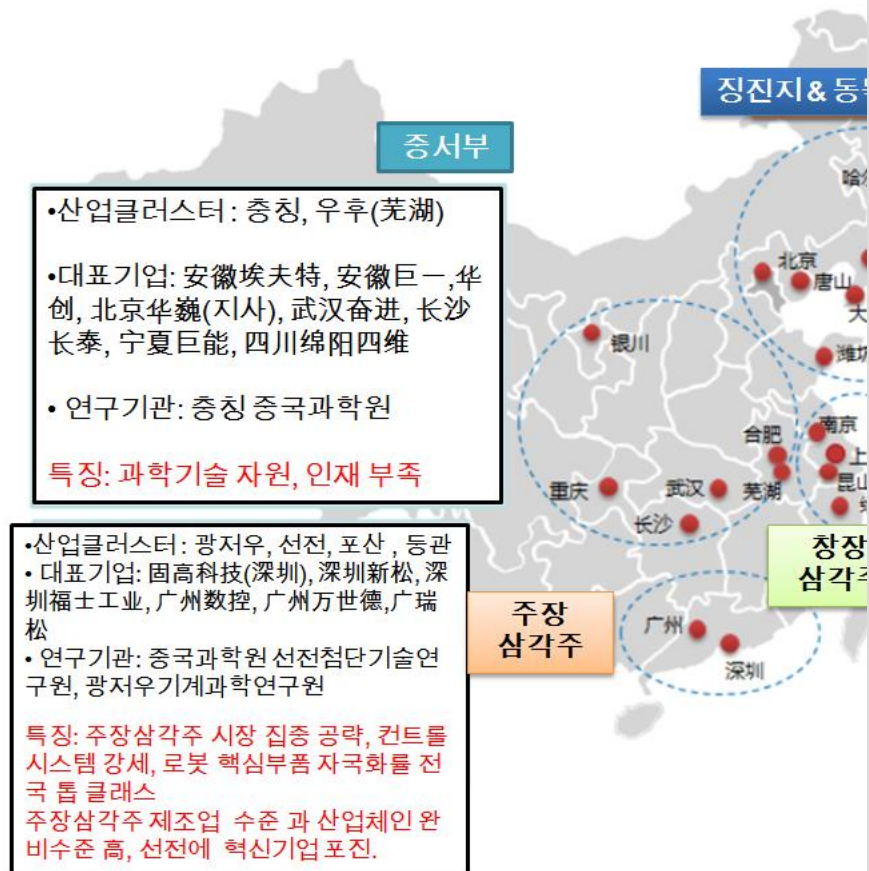 징진지 & 동
중서부
•산업클러스터 : 충칭, 우후(芜湖)
•대표기업: 安徽埃夫特, 安徽巨一,华
创, 北京华巍(지사), 武汉奋进, 长沙
长泰, 宁夏巨能, 四川绵阳四维
• 연구기관: 충칭 중국과학원
특징: 과학기술 자원, 인재 부족
•산업클러스터 : 광저우, 선전, 포산 , 둥관
• 대표기업: 固高科技(深圳), 深圳新松, 深
圳福士工业, 广州数控, 广州万世德,广瑞
松
• 연구기관: 중국과학원 선전첨단기술연
구원, 광저우기계과학연구원
특징: 주장삼각주 시장 집중 공략, 컨트롤
시스템 강세, 로봇 핵심부품 자국화률 전
국 톱 클래스
주장삼각주 제조업 수준 과 산업체인 완
비수준 高, 선전에 혁신기업 포진.
주장
삼각주
창장
삼각주
哈
北京
唐山
大
潍坊
银川
南京
合肥
上
昆山
芜湖
重庆
武汉
长沙
广州
深圳